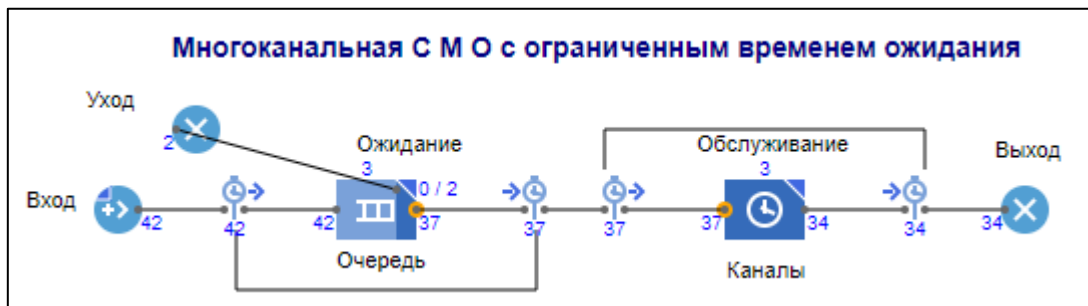 Многоканальная С М О с ограниченным временем ожидания
Уход
2
Ожидание
3
0 / 2
Обслуживание
3
Выход
Вход
42
42
42
37
37
37
37
34
34
34
Очередь
Каналы